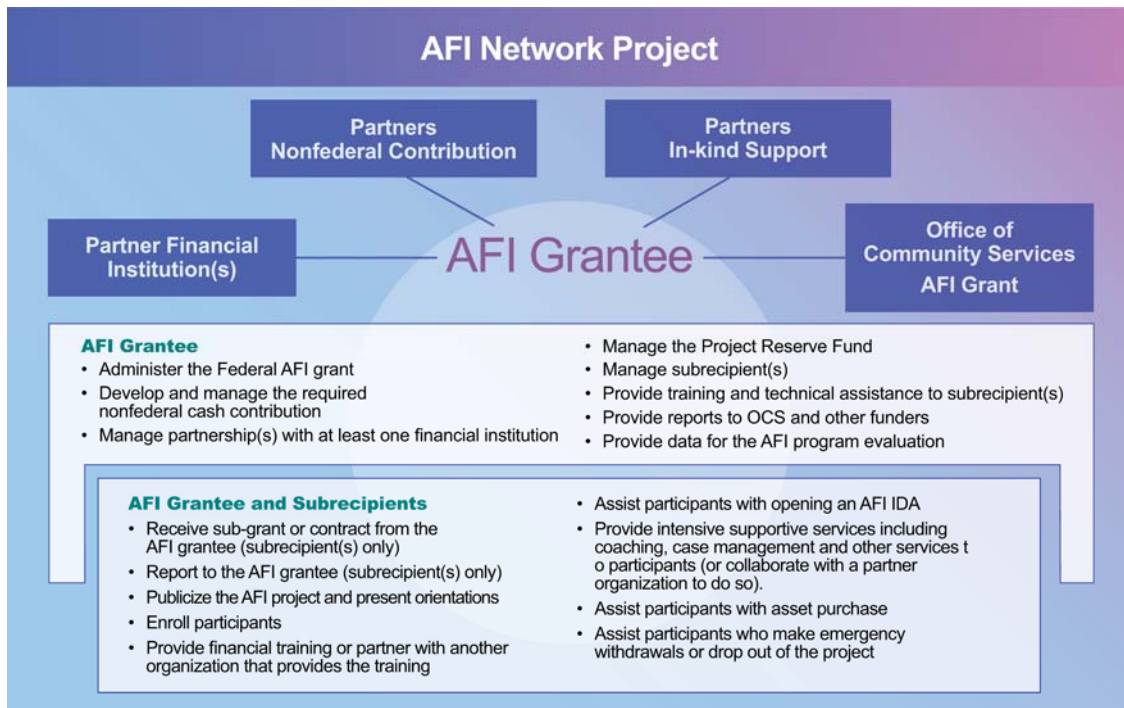 AFI Network Project
Partners
Nonfederal Contribution
Partners
In-kind Support
Partner Financial
Institution(s)
AFI Grantee
Office of
Community Services
AFI Grant
AFI Grantee
• Administer the Federal AFI grant
• Develop and manage the required
nonfederal cash contribution
• Manage partnership(s) with at least one financial institution
• Manage the Project Reserve Fund
• Manage subrecipient(s)
• Provide training and technical assistance to subrecipient(s)
• Provide reports to OCS and other funders
• Provide data for the AFI program evaluation
AFI Grantee and Subrecipients
• Receive sub-grant or contract from the
AFI grantee (subrecipient(s) only)
• Report to the AFI grantee (subrecipient(s) only)
• Publicize the AFI project and present orientations
• Enroll participants
• Provide financial training or partner with another
organization that provides the training
• Assist participants with opening an AFI IDA
• Provide intensive supportive services including
coaching, case management and other services t
o participants (or collaborate with a partner
organization to do so).
• Assist participants with asset purchase
• Assist participants who make emergency
withdrawals or drop out of the project